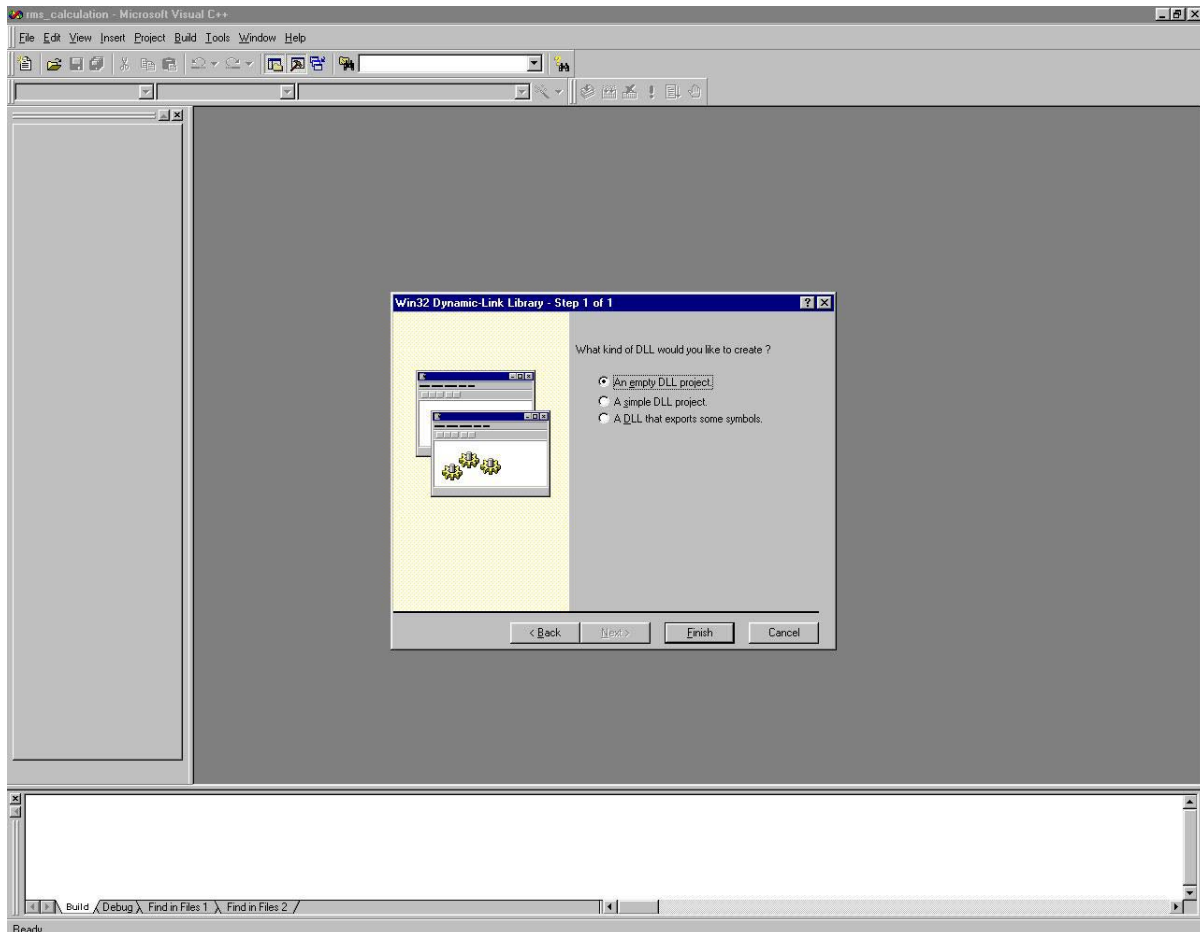 rms_calculation - Microsoft Visual C++
File Edit View Insert Project Build Tools Window Help
Win32 Dynamic-Link Library - Step 1 of 1
What kind of DLL would you like to create ?
An empty DLL project.
A simple DLL project.
A DLL that exports some symbols.
< Back Next > Finish Cancel
Build Debug Find in Files 1 Find in Files 2
Ready